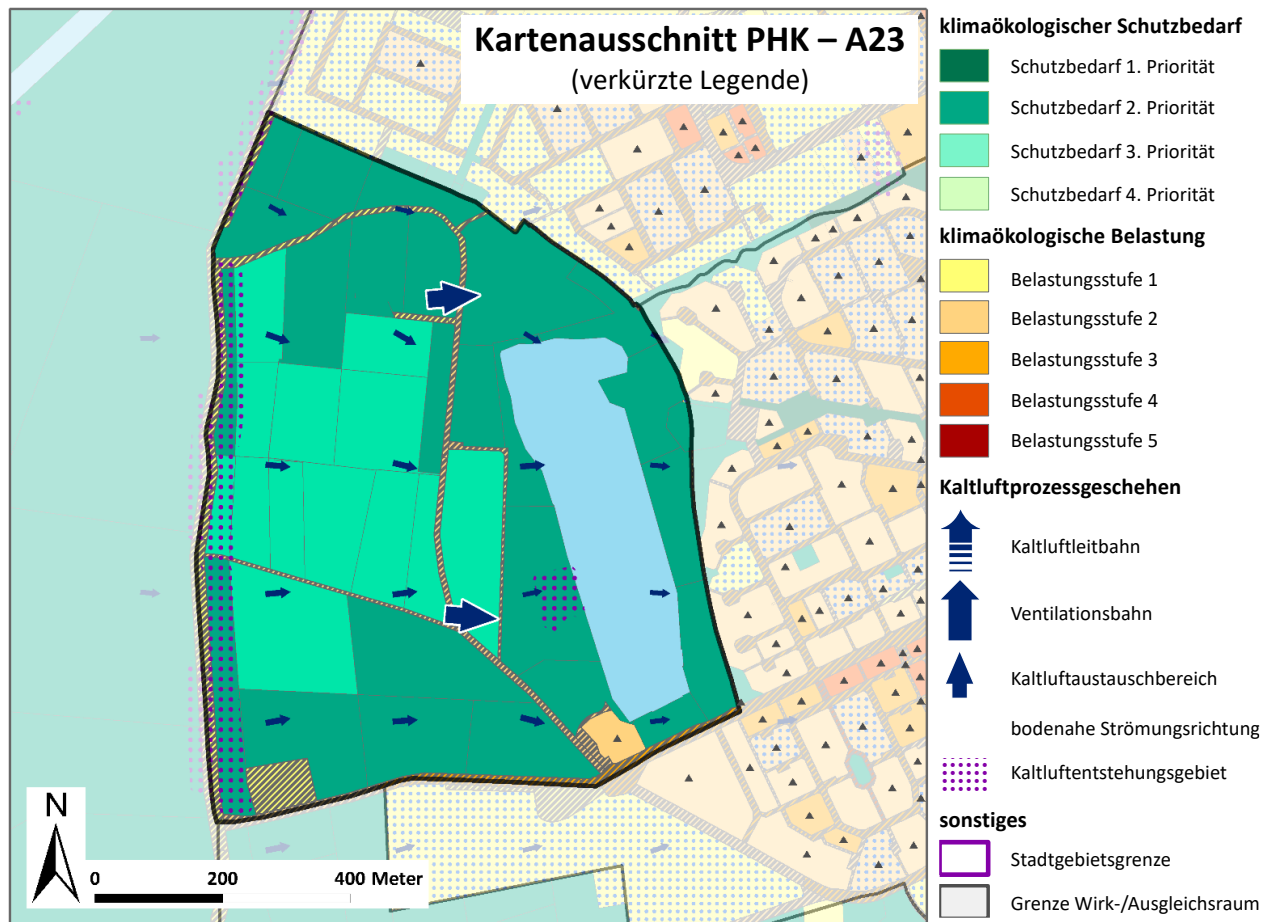 Kartenausschnitt PHK – A23
(verkürzte Legende)
klimaökologischer Schutzbedarf
Schutzbedarf 1. Priorität
Schutzbedarf 2. Priorität
Schutzbedarf 3. Priorität
Schutzbedarf 4. Priorität
klimaökologische Belastung
Belastungsstufe 1
Belastungsstufe 2
Belastungsstufe 3
Belastungsstufe 4
Belastungsstufe 5
Kaltluftprozessgeschehen
Kaltluftleitbahn
Ventilationsbahn
Kaltluftaustauschbereich
bodennahe Strömungsrichtung
Kaltluftentstehungsgebiet
sonstiges
Stadtgebietsgrenze
Grenze Wirk-/Ausgleichsraum
N
0 200 400 Meter